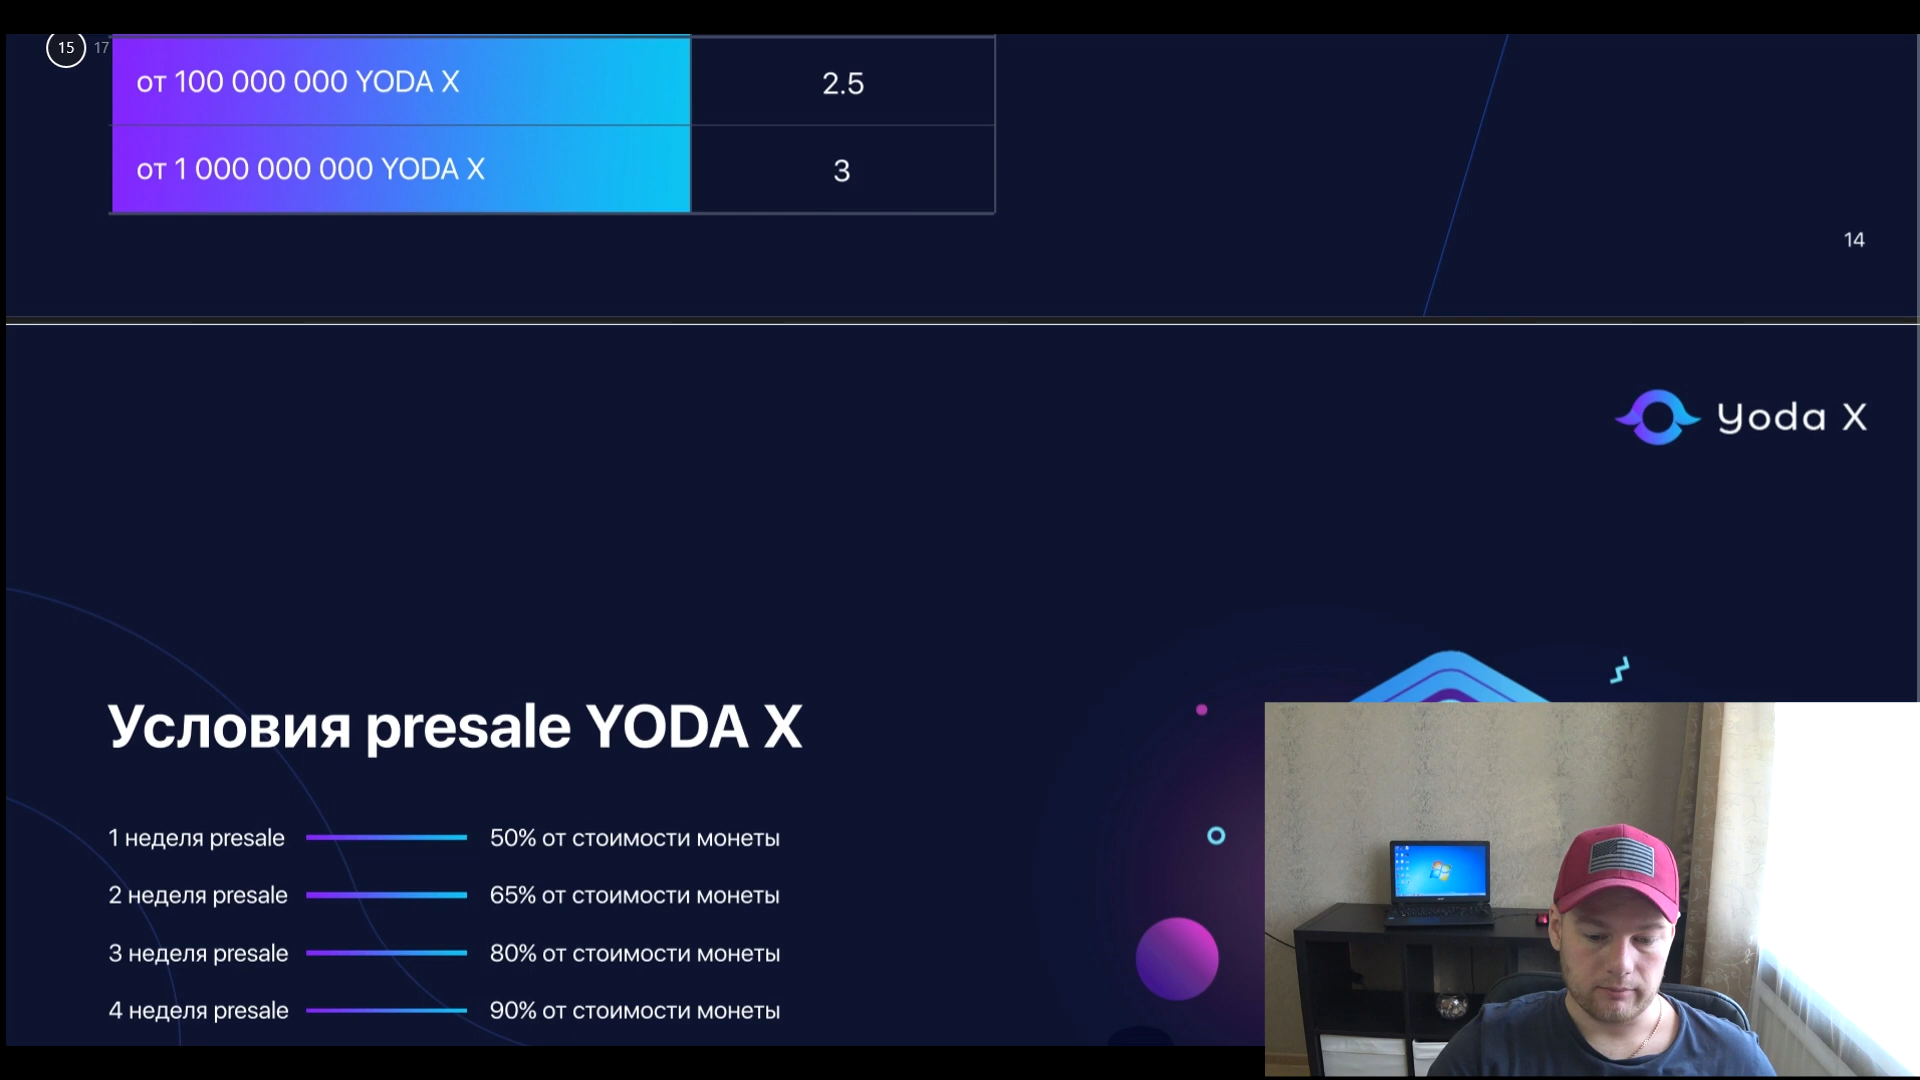 15 17
от 100 000 000 YODA X 2.5
от 1 000 000 000 YODA X 3
14
Yoda X
Условия presale YODA X
1 неделя presale 50% от стоимости монеты
2 неделя presale 65% от стоимости монеты
3 неделя presale 80% от стоимости монеты
4 неделя presale 90% от стоимости монеты